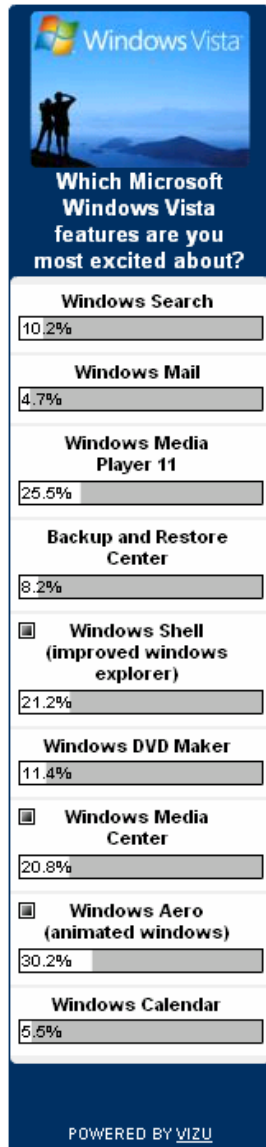 Windows Vista
Which Microsoft
Windows Vista
features are you
most excited about?
Windows Search
10.2%
Windows Mail
4.7%
Windows Media
Player 11
25.5%
Backup and Restore
Center
8.2%
Windows Shell
(improved windows
explorer)
21.2%
Windows DVD Maker
11.4%
Windows Media
Center
20.8%
Windows Aero
(animated windows)
30.2%
Windows Calendar
5.5%
POWERED BY VIZU